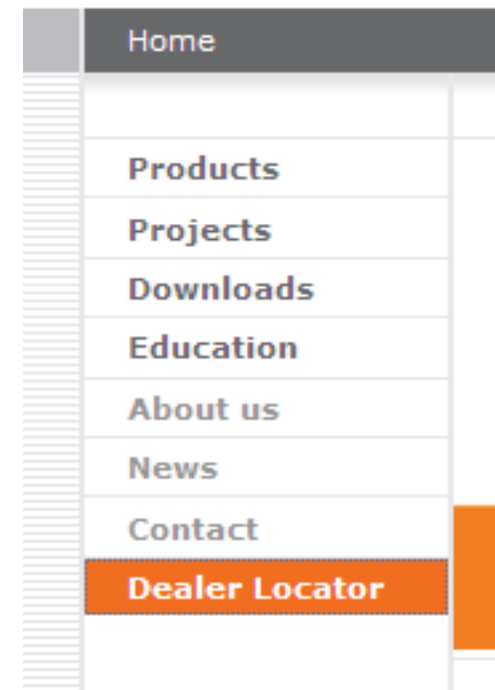 Home
Products
Projects
Downloads
Education
About us
News
Contact
Dealer Locator